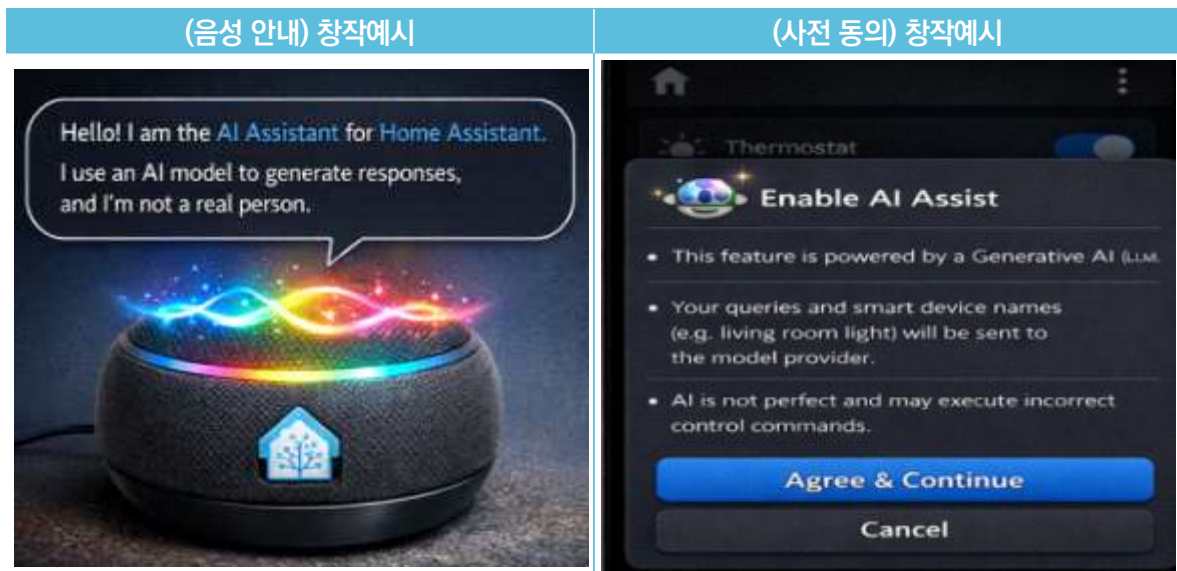 (음성 안내) 창작예시
(사전 동의) 창작예시
Hello! I am the AI Assistant for Home Assistant.
I use an AI model to generate responses,
and I'm not a real person.
Thermostat
Enable AI Assist
• This feature is powered by a Generative AI (LLM.
• Your queries and smart device names
(e.g. living room light) will be sent to
the model provider.
• AI is not perfect and may execute incorrect
control commands.
Agree & Continue
Cancel